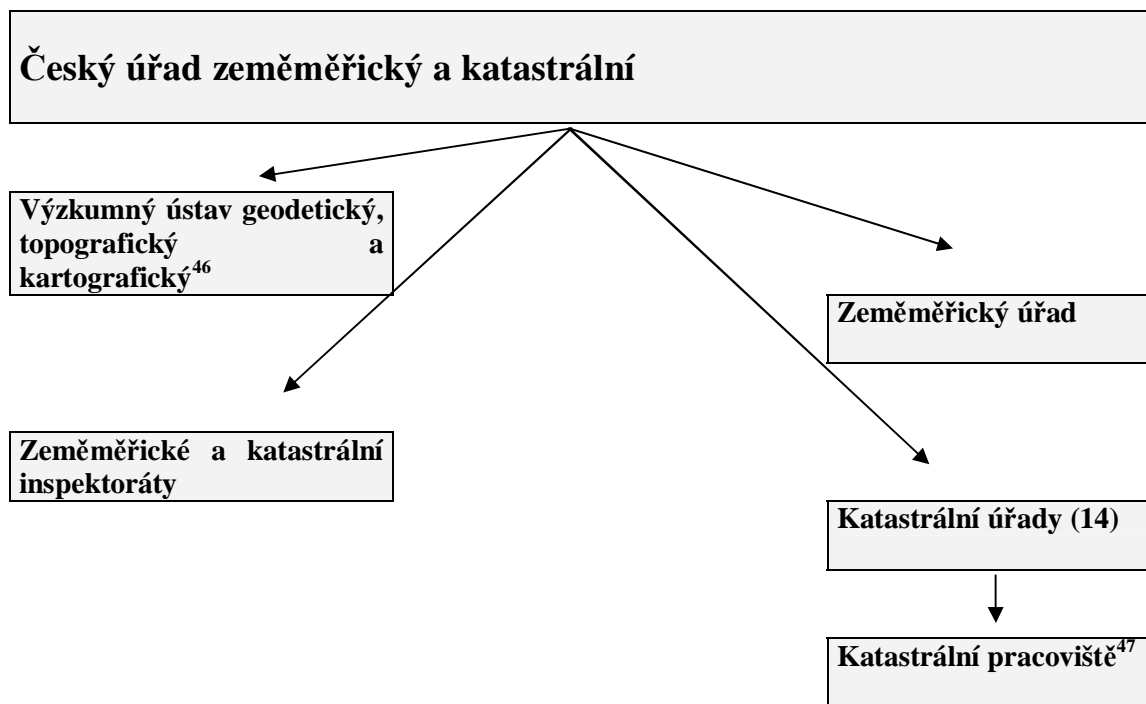 Český úřad zeměměřický a katastrální
Výzkumný ústav geodetický,
topografický a
kartografický46
Zeměměřický úřad
Zeměměřické a katastrální
inspektoráty
Katastrální úřady (14)
Katastrální pracoviště47